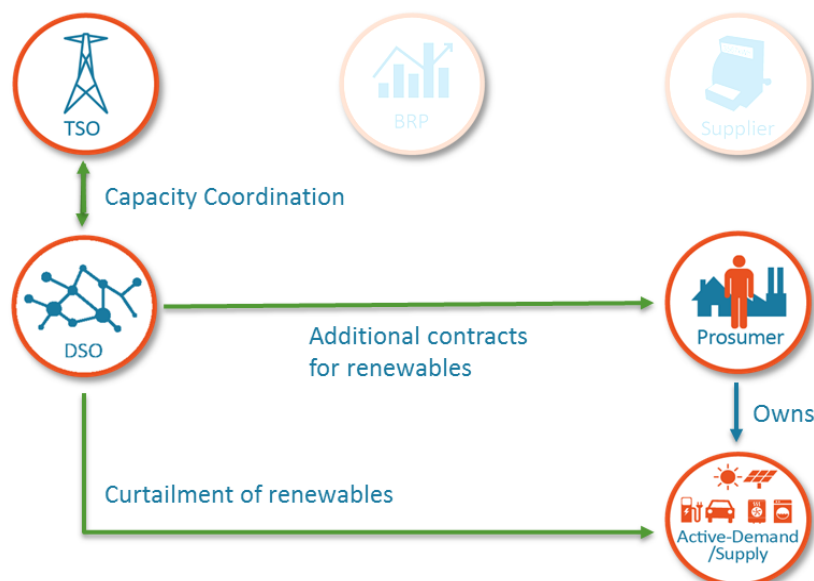 TSO
BRP
Supplier
Capacity Coordination
DSO
Additional contracts
for renewables
Prosumer
Owns
Curtailment of renewables
Active-Demand
/Supply